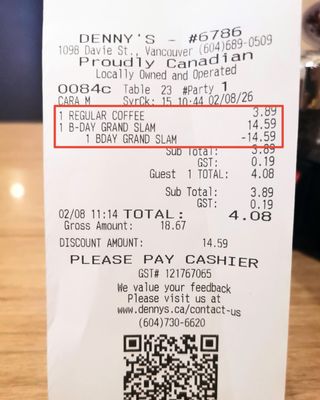 DENNY'S - #6786
1098 Davie St., Vancouver (604)689-0509
Proudly Canadian
Locally Owned and Operated
0084c Table 23 #Party 1
CARA M SvrCk: 15 10:44 02/08/26
1 REGULAR COFFEE 3.89
1 B-DAY GRAND SLAM 14.59
1 BDAY GRAND SLAM -14.59
Sub Total: 3.89
GST: 0.19
Guest 1 TOTAL: 4.08
Sub Total: 3.89
GST: 0.19
02/08 11:14 TOTAL: 4.08
Gross Amount: 18.67
DISCOUNT AMOUNT: 14.59
PLEASE PAY CASHIER
GST# 121767065
We value your feedback
Please visit us at
www.dennys.ca/contact-us
(604)730-6620